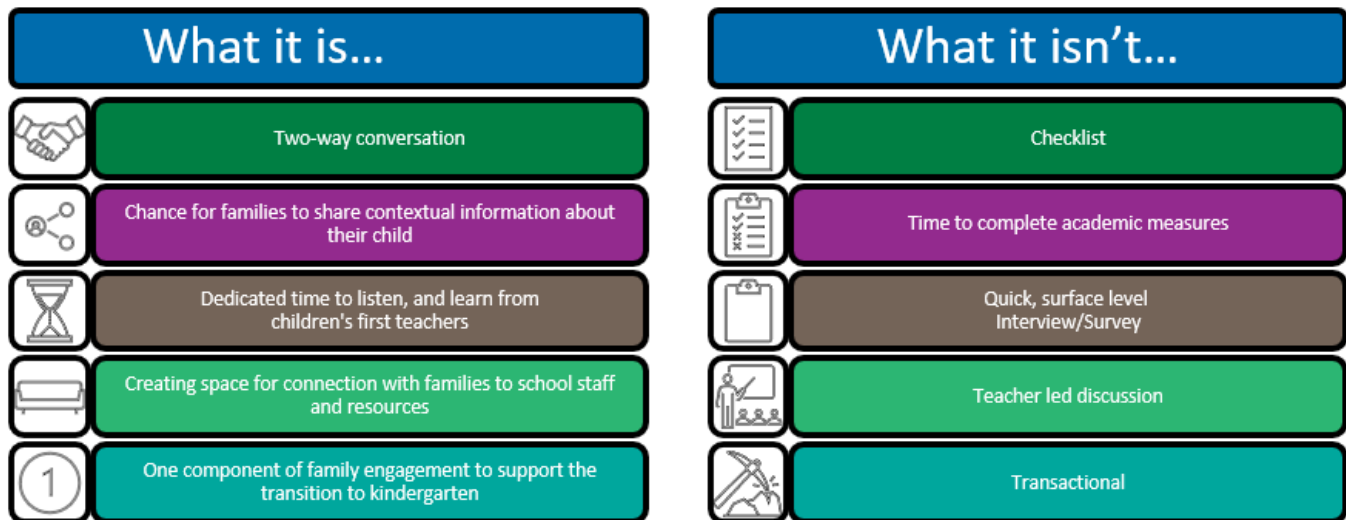 What it is...
Two-way conversation
Chance for families to share contextual information about
their child
Dedicated time to listen, and learn from
children's first teachers
Creating space for connection with families to school staff
and resources
1
One component of family engagement to support the
transition to kindergarten
What it isn’t...
Checklist
Time to complete academic measures
Quick, surface level
Interview/Survey
Teacher led discussion
Transactional